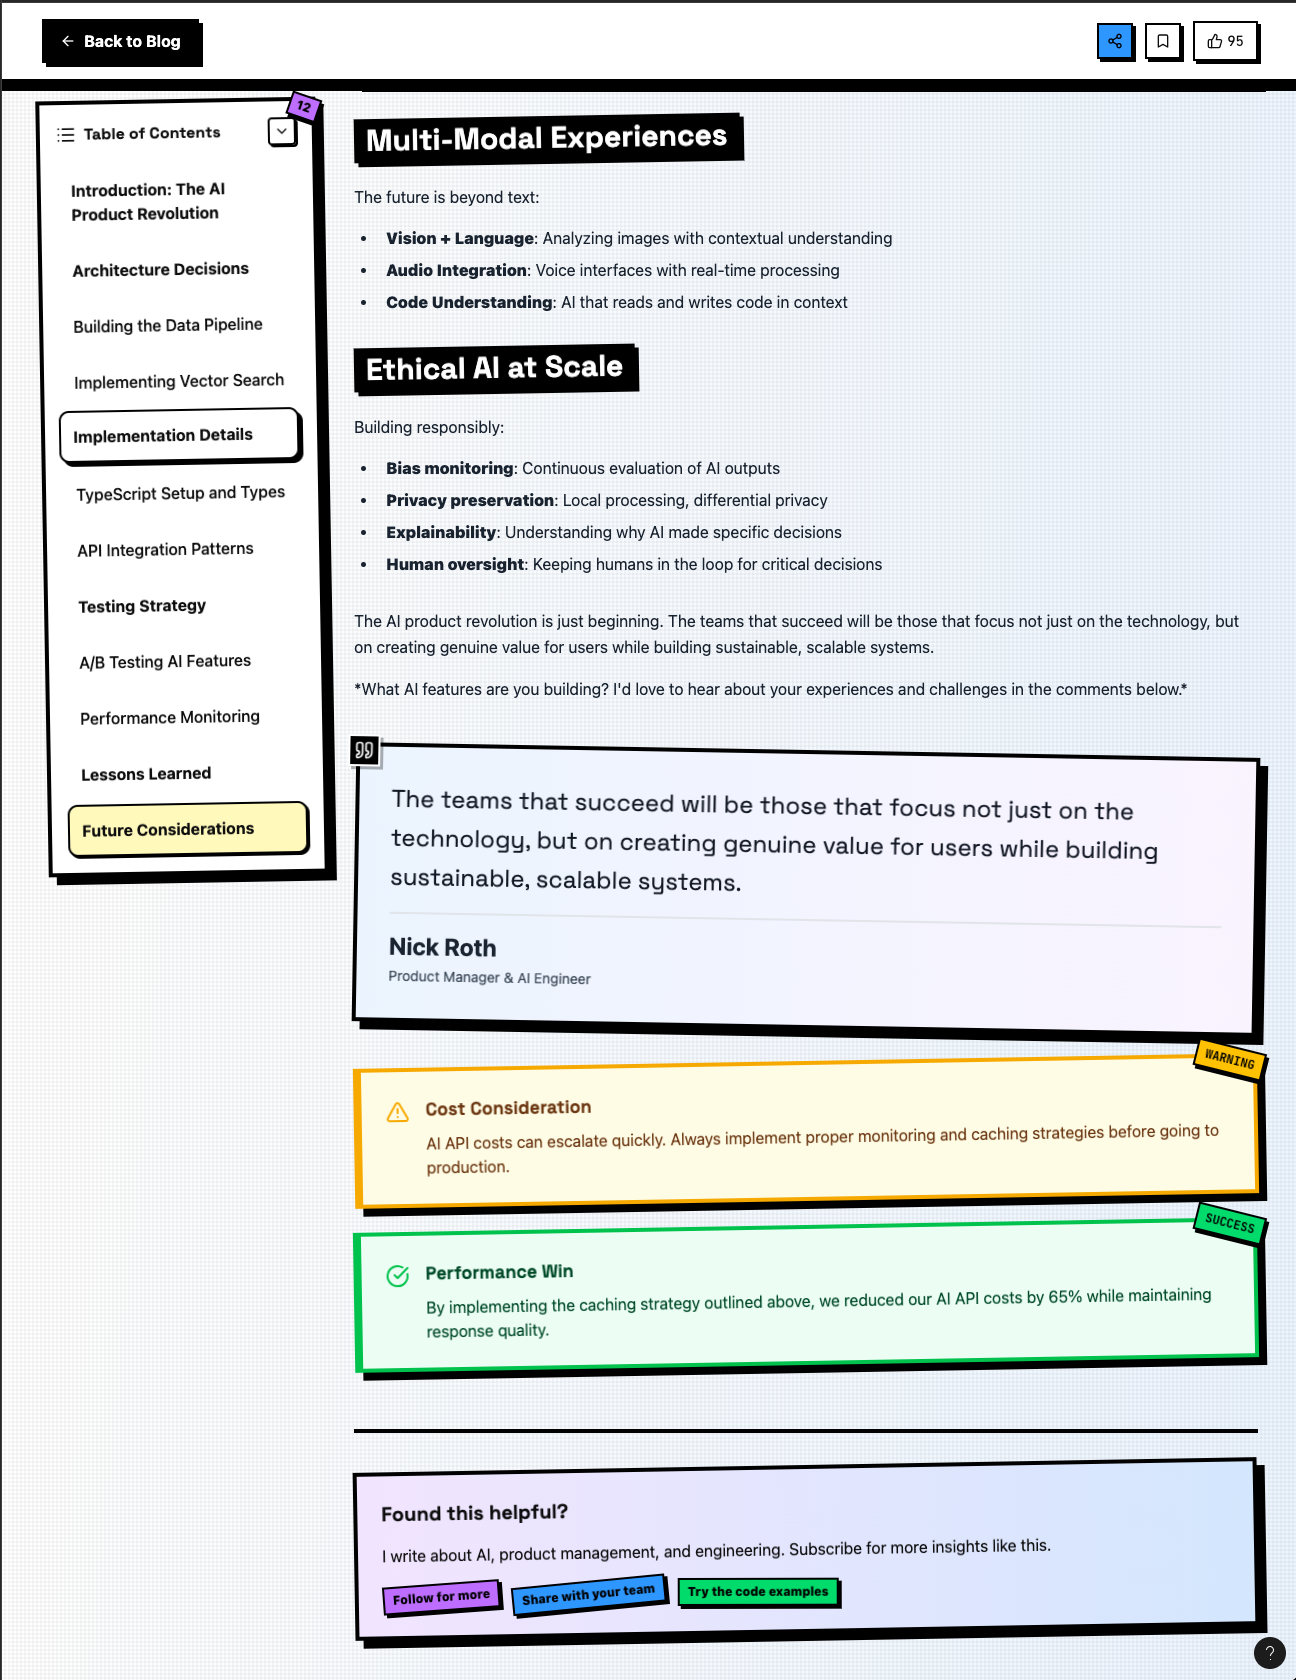 Back to Blog
95
12
Table of Contents
Introduction: The AI
Product Revolution
Architecture Decisions
Building the Data Pipeline
Implementing Vector Search
Implementation Details
TypeScript Setup and Types
API Integration Patterns
Testing Strategy
A/B Testing AI Features
Performance Monitoring
Lessons Learned
Future Considerations
Multi-Modal Experiences
The future is beyond text:
• Vision + Language: Analyzing images with contextual understanding
• Audio Integration: Voice interfaces with real-time processing
• Code Understanding: AI that reads and writes code in context
Ethical AI at Scale
Building responsibly:
• Bias monitoring: Continuous evaluation of AI outputs
• Privacy preservation: Local processing, differential privacy
• Explainability: Understanding why AI made specific decisions
• Human oversight: Keeping humans in the loop for critical decisions
The AI product revolution is just beginning. The teams that succeed will be those that focus not just on the technology, but
on creating genuine value for users while building sustainable, scalable systems.
*What AI features are you building? I'd love to hear about your experiences and challenges in the comments below.*
The teams that succeed will be those that focus not just on the
technology, but on creating genuine value for users while building
sustainable, scalable systems.
Nick Roth
Product Manager & AI Engineer
WARNING
Cost Consideration
AI API costs can escalate quickly. Always implement proper monitoring and caching strategies before going to
production.
SUCCESS
Performance Win
By implementing the caching strategy outlined above, we reduced our AI API costs by 65% while maintaining
response quality.
Found this helpful?
I write about AI, product management, and engineering. Subscribe for more insights like this.
Follow for more
Share with your team
Try the code examples
?